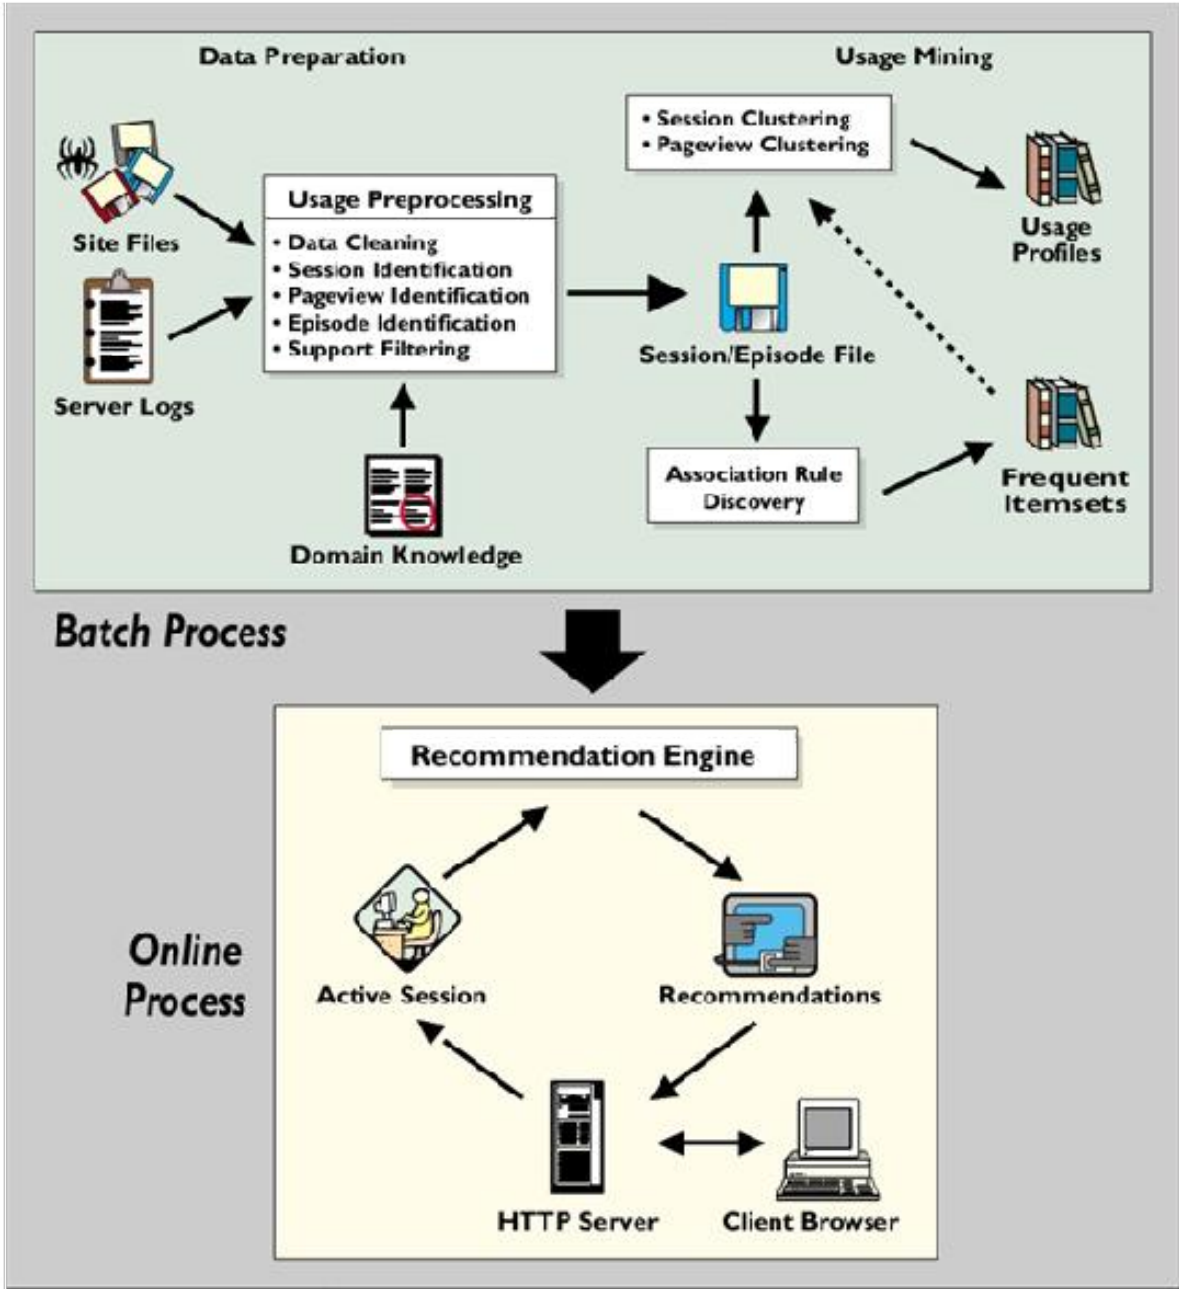 Data Preparation
Usage Mining
Site Files
Server Logs
Usage Preprocessing
• Data Cleaning
• Session Identification
• Pageview Identification
• Episode Identification
• Support Filtering
Domain Knowledge
• Session Clustering
• Pageview Clustering
Usage
Profiles
Session/Episode File
Association Rule
Discovery
Frequent
Itemsets
Batch Process
Recommendation Engine
Online
Process
Active Session
Recommendations
HTTP Server
Client Browser